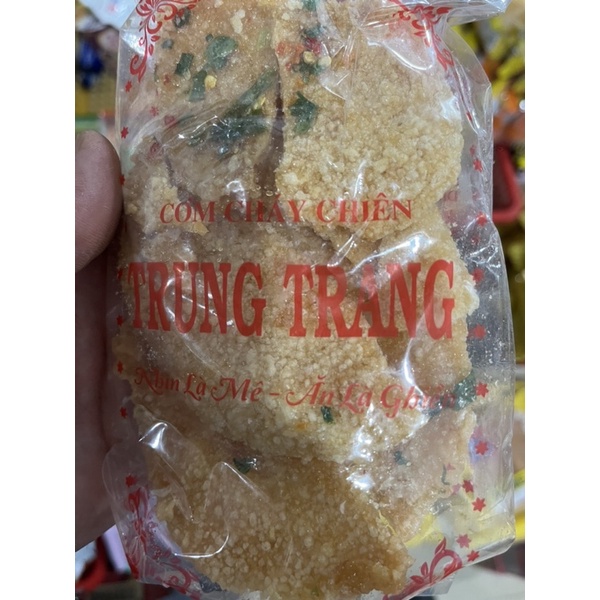 CƠM CHÁY CHIÊN
TRUNG TRANG
Nhìn Là Mê - Ăn Là Ghiền